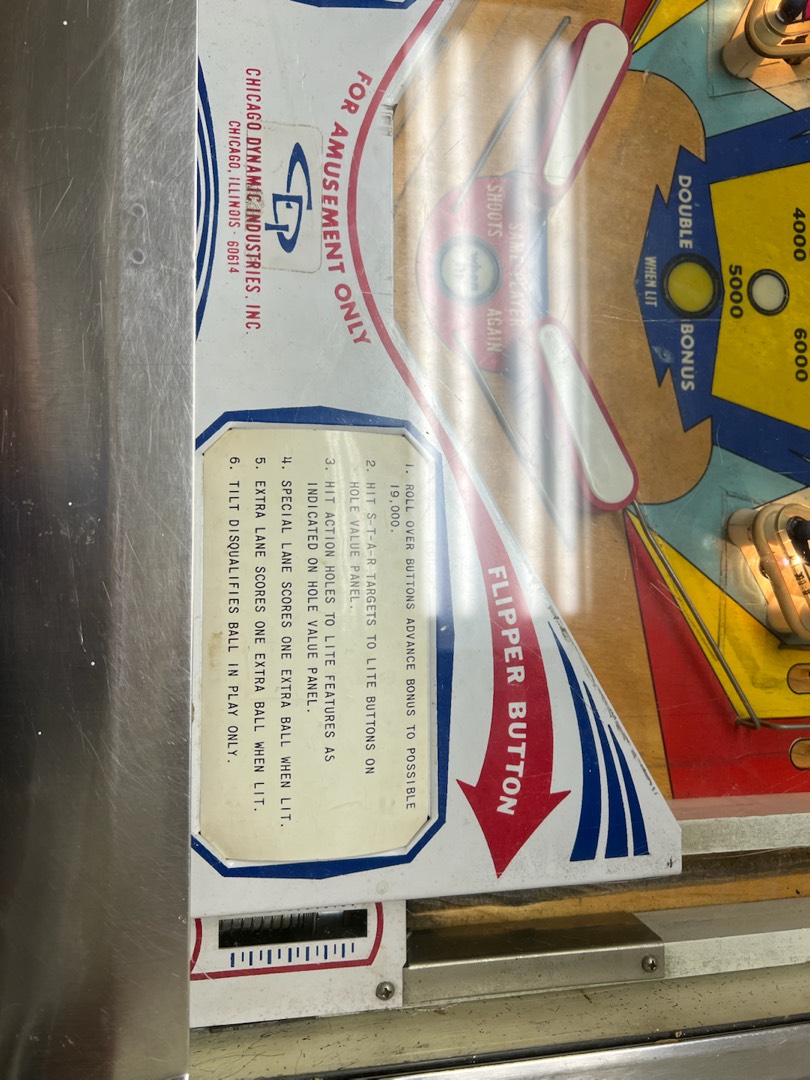 4000
6000
5000
DOUBLE
WHEN LIT
BONUS
SAME PLAYER
SHOOTS
AGAIN
FOR AMUSEMENT ONLY
CDI
CHICAGO DYNAMIC INDUSTRIES, INC.
CHICAGO, ILLINOIS - 60614
FLIPPER BUTTON
1. ROLL OVER BUTTONS ADVANCE BONUS TO POSSIBLE
19,000.
2. HIT S-T-A-R TARGETS TO LITE BUTTONS ON
HOLE VALUE PANEL.
3. HIT ACTION HOLES TO LITE FEATURES AS
INDICATED ON HOLE VALUE PANEL.
4. SPECIAL LANE SCORES ONE EXTRA BALL WHEN LIT.
5. EXTRA LANE SCORES ONE EXTRA BALL WHEN LIT.
6. TILT DISQUALIFIES BALL IN PLAY ONLY.